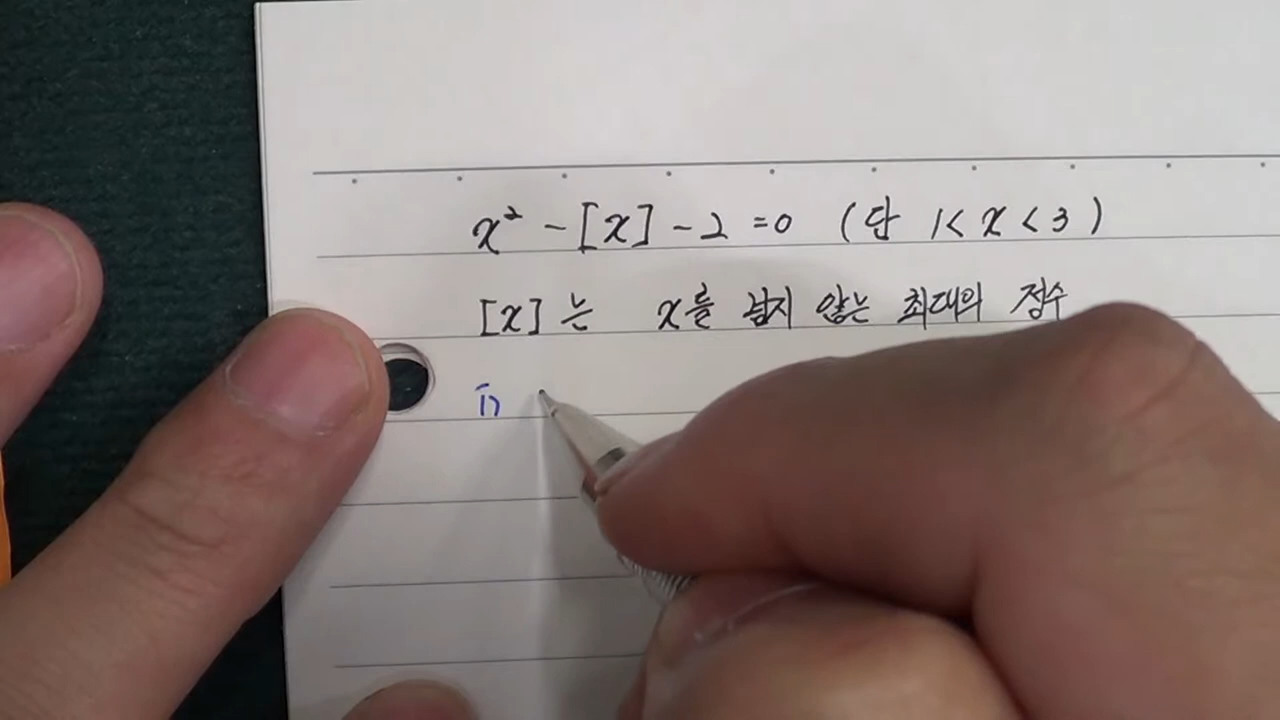 x² - [x] - 2 = 0 (단 1 < x < 3)
[x] 는 x를 넘지 않는 최대의 정수
i)